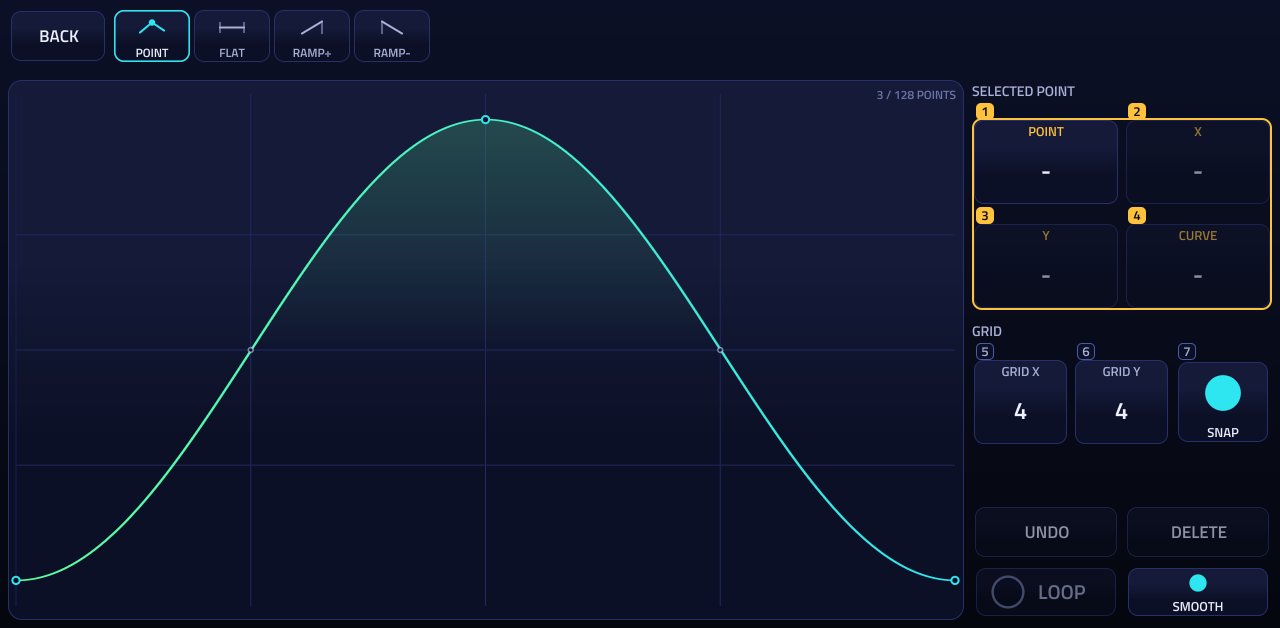 BACK
POINT
FLAT
RAMP+
RAMP-
3 / 128 POINTS
SELECTED POINT
1
POINT
-
2
X
-
3
Y
-
4
CURVE
-
GRID
5
GRID X
4
6
GRID Y
4
7
SNAP
UNDO
DELETE
LOOP
SMOOTH